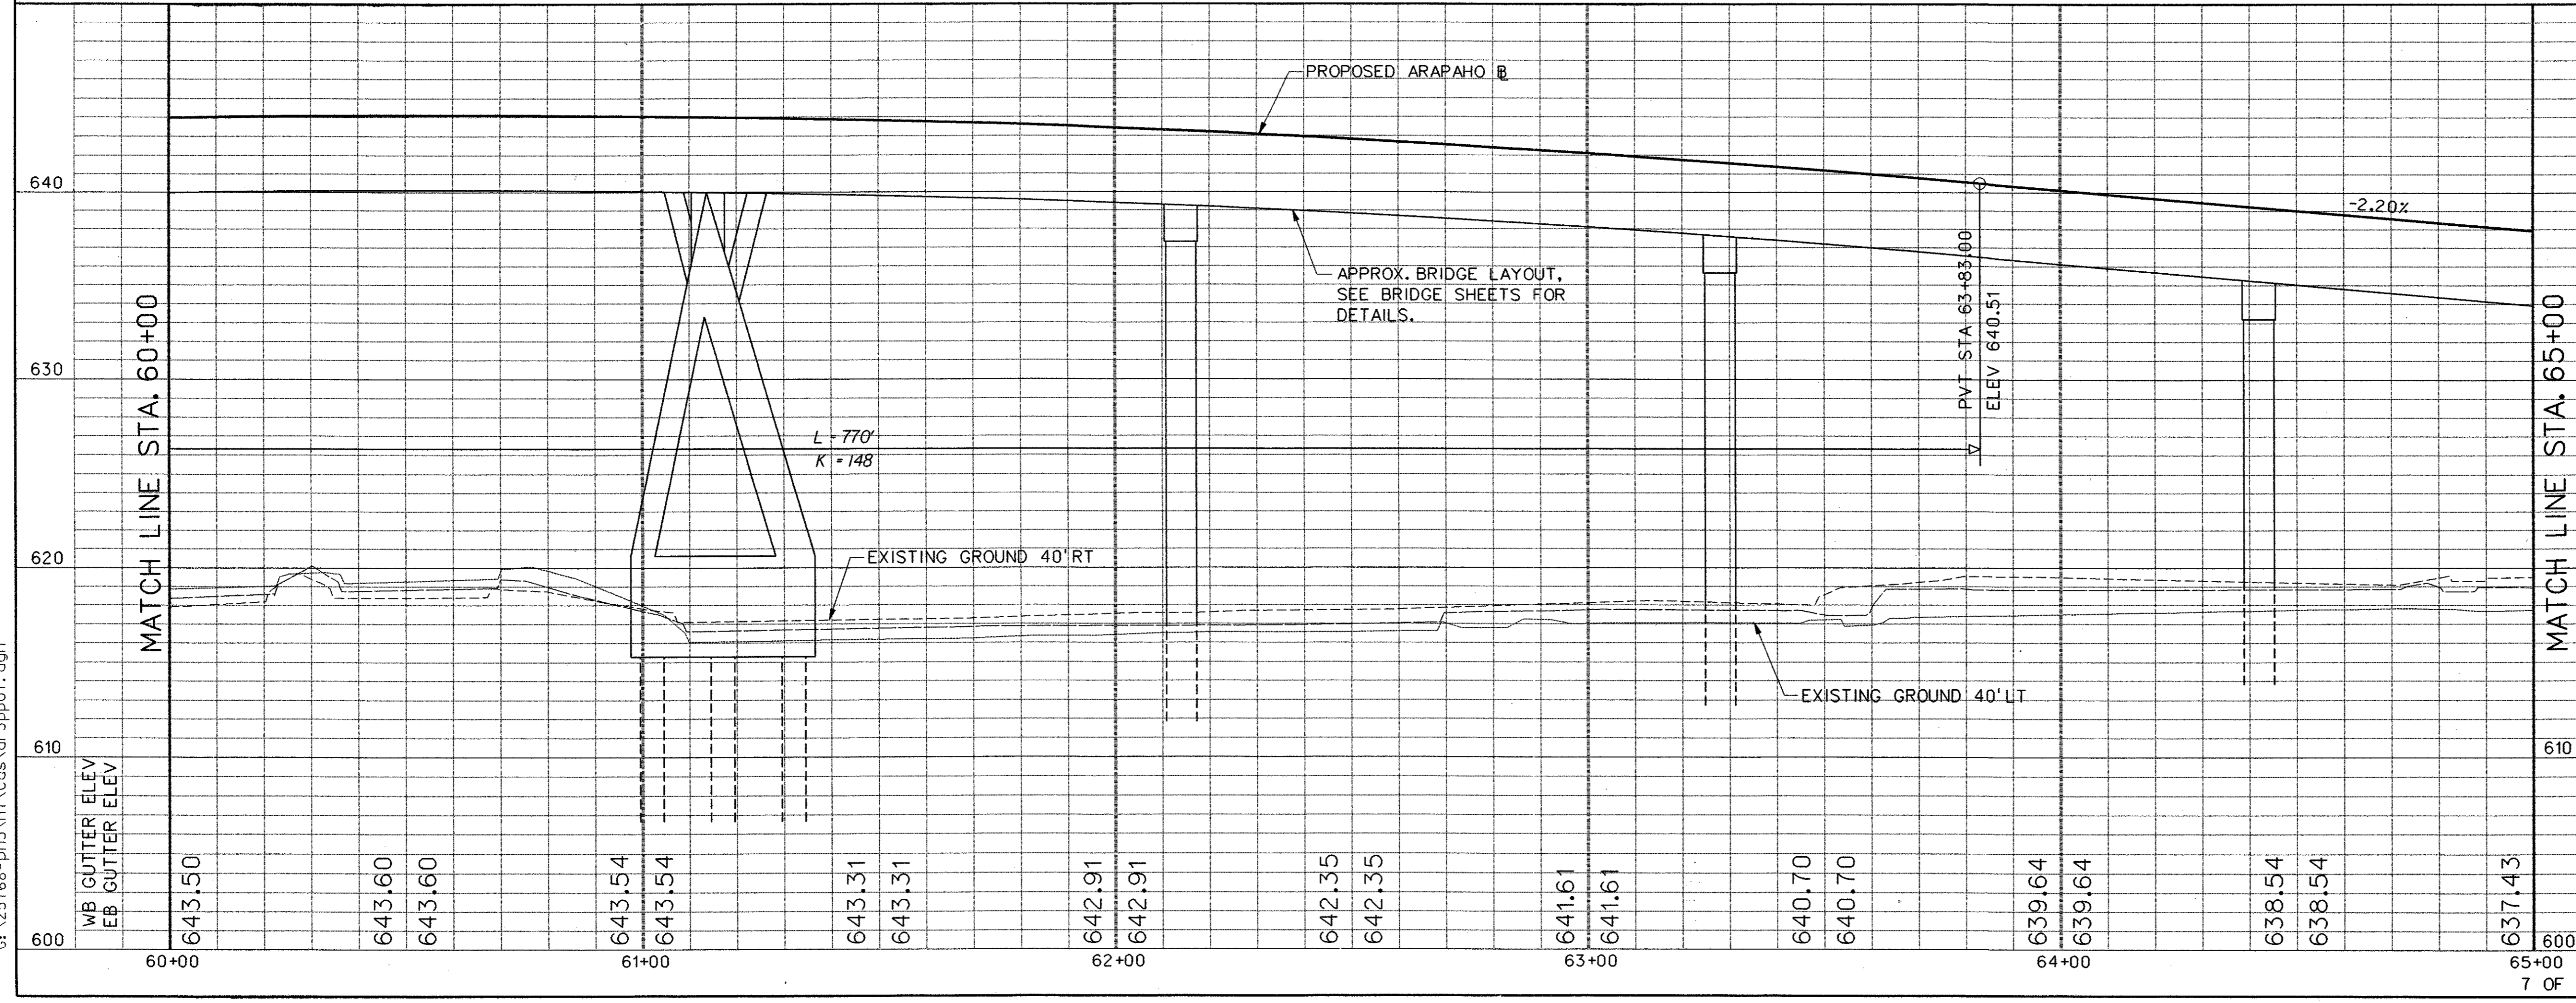 PROPOSED ARAPAHO ℄
640
-2.20%
APPROX. BRIDGE LAYOUT,
SEE BRIDGE SHEETS FOR
DETAILS.
PVT STA 63+83.00
ELEV 640.51
MATCH LINE STA. 60+00
MATCH LINE STA. 65+00
630
L = 770'
K = 148
620
EXISTING GROUND 40' RT
EXISTING GROUND 40' LT
610
610
WB GUTTER ELEV
EB GUTTER ELEV
643.50
643.60
643.60
643.54
643.54
643.31
643.31
642.91
642.91
642.35
642.35
641.61
641.61
640.70
640.70
639.64
639.64
638.54
638.54
637.43
600
600
60+00
61+00
62+00
63+00
64+00
65+00
7 OF